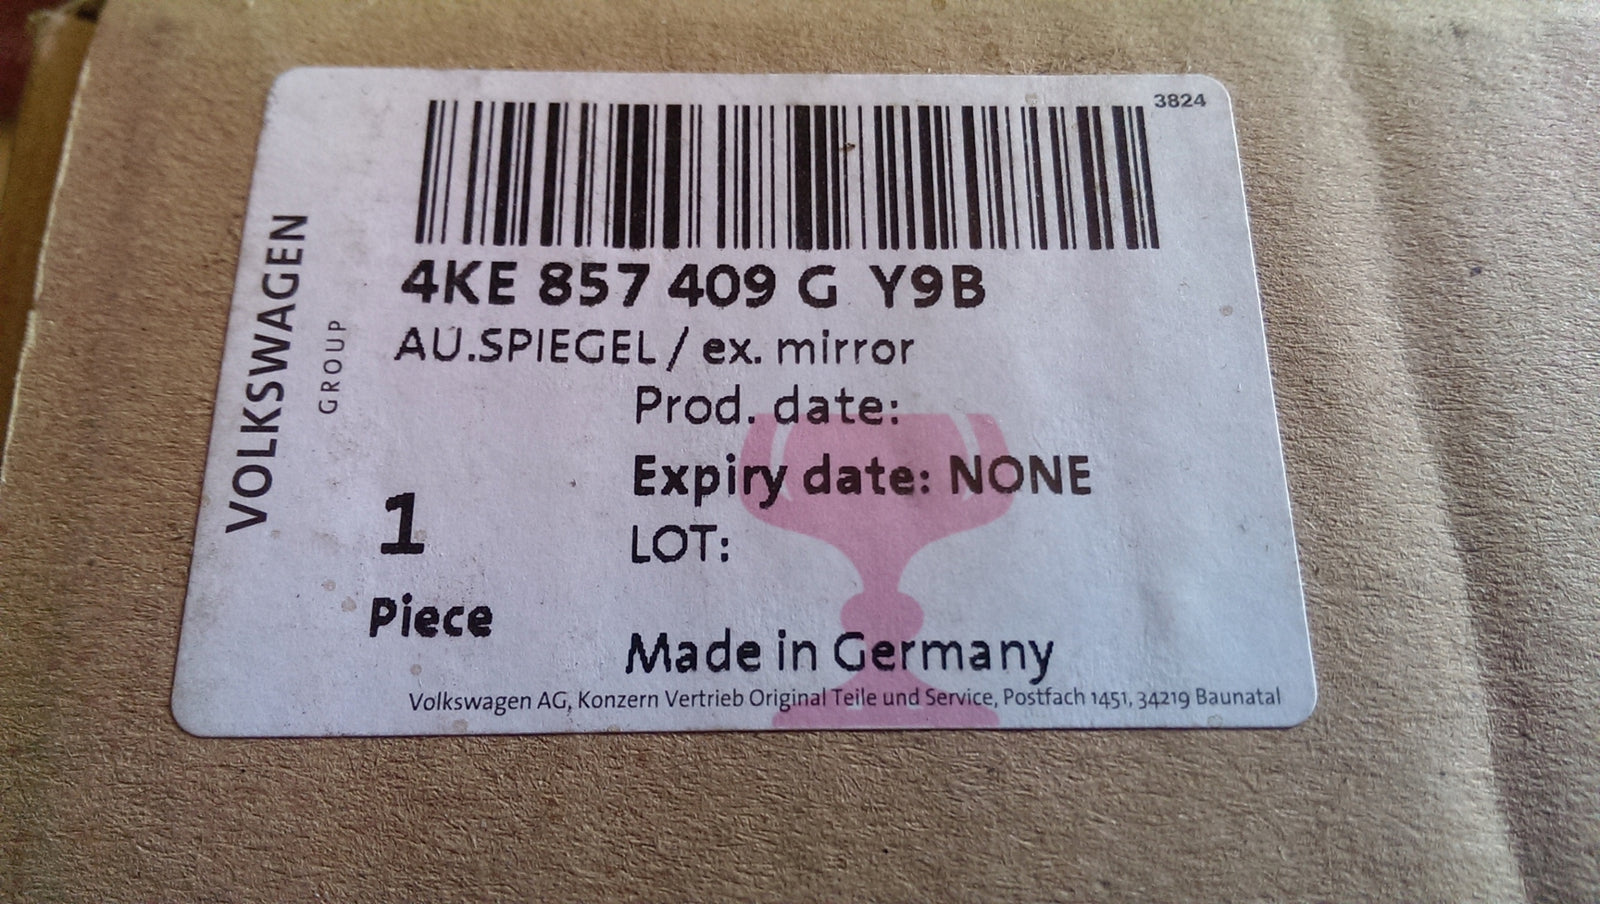 3824
4KE 857 409 G Y9B
AU.SPIEGEL / ex. mirror
Prod. date:
Expiry date: NONE
LOT:
1
Piece
Made in Germany
Volkswagen AG, Konzern Vertrieb Original Teile und Service, Postfach 1451, 34219 Baunatal
VOLKSWAGEN
GROUP